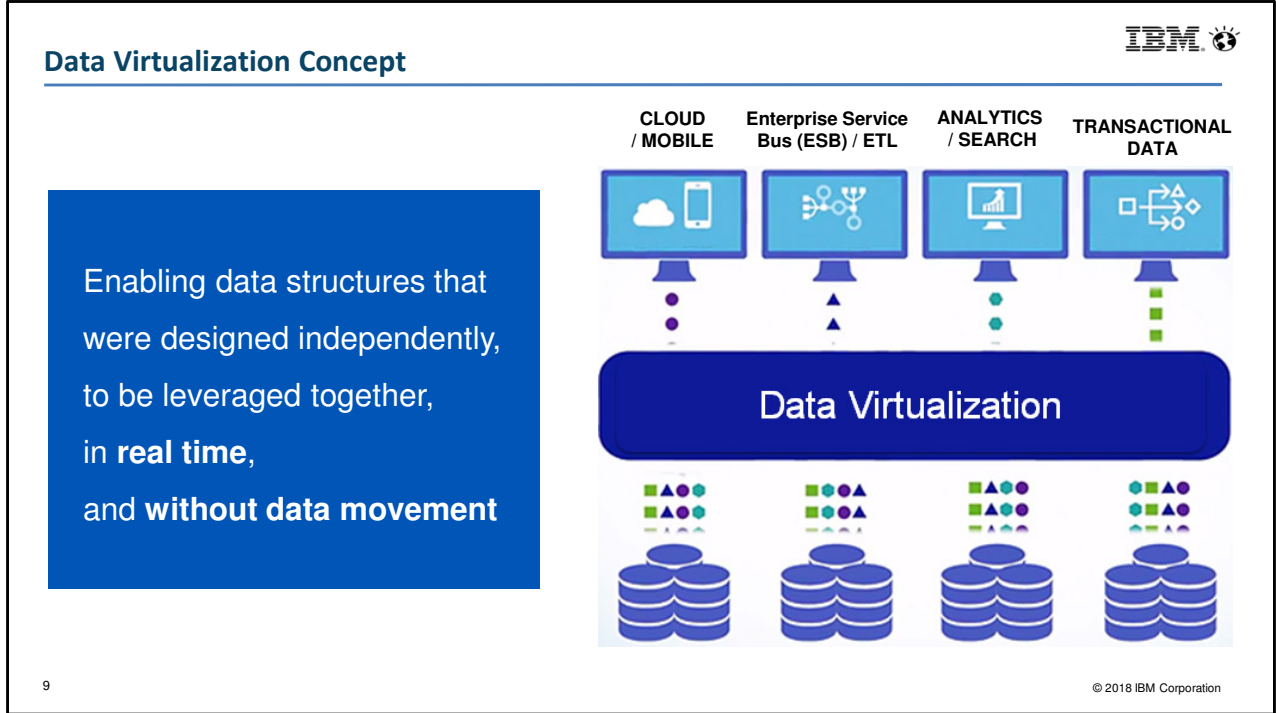 IBM.
Data Virtualization Concept
CLOUD
/ MOBILE
Enterprise Service
Bus (ESB) / ETL
ANALYTICS
/ SEARCH
TRANSACTIONAL
DATA
Enabling data structures that
were designed independently,
to be leveraged together,
in real time,
and without data movement
Data Virtualization
9
© 2018 IBM Corporation